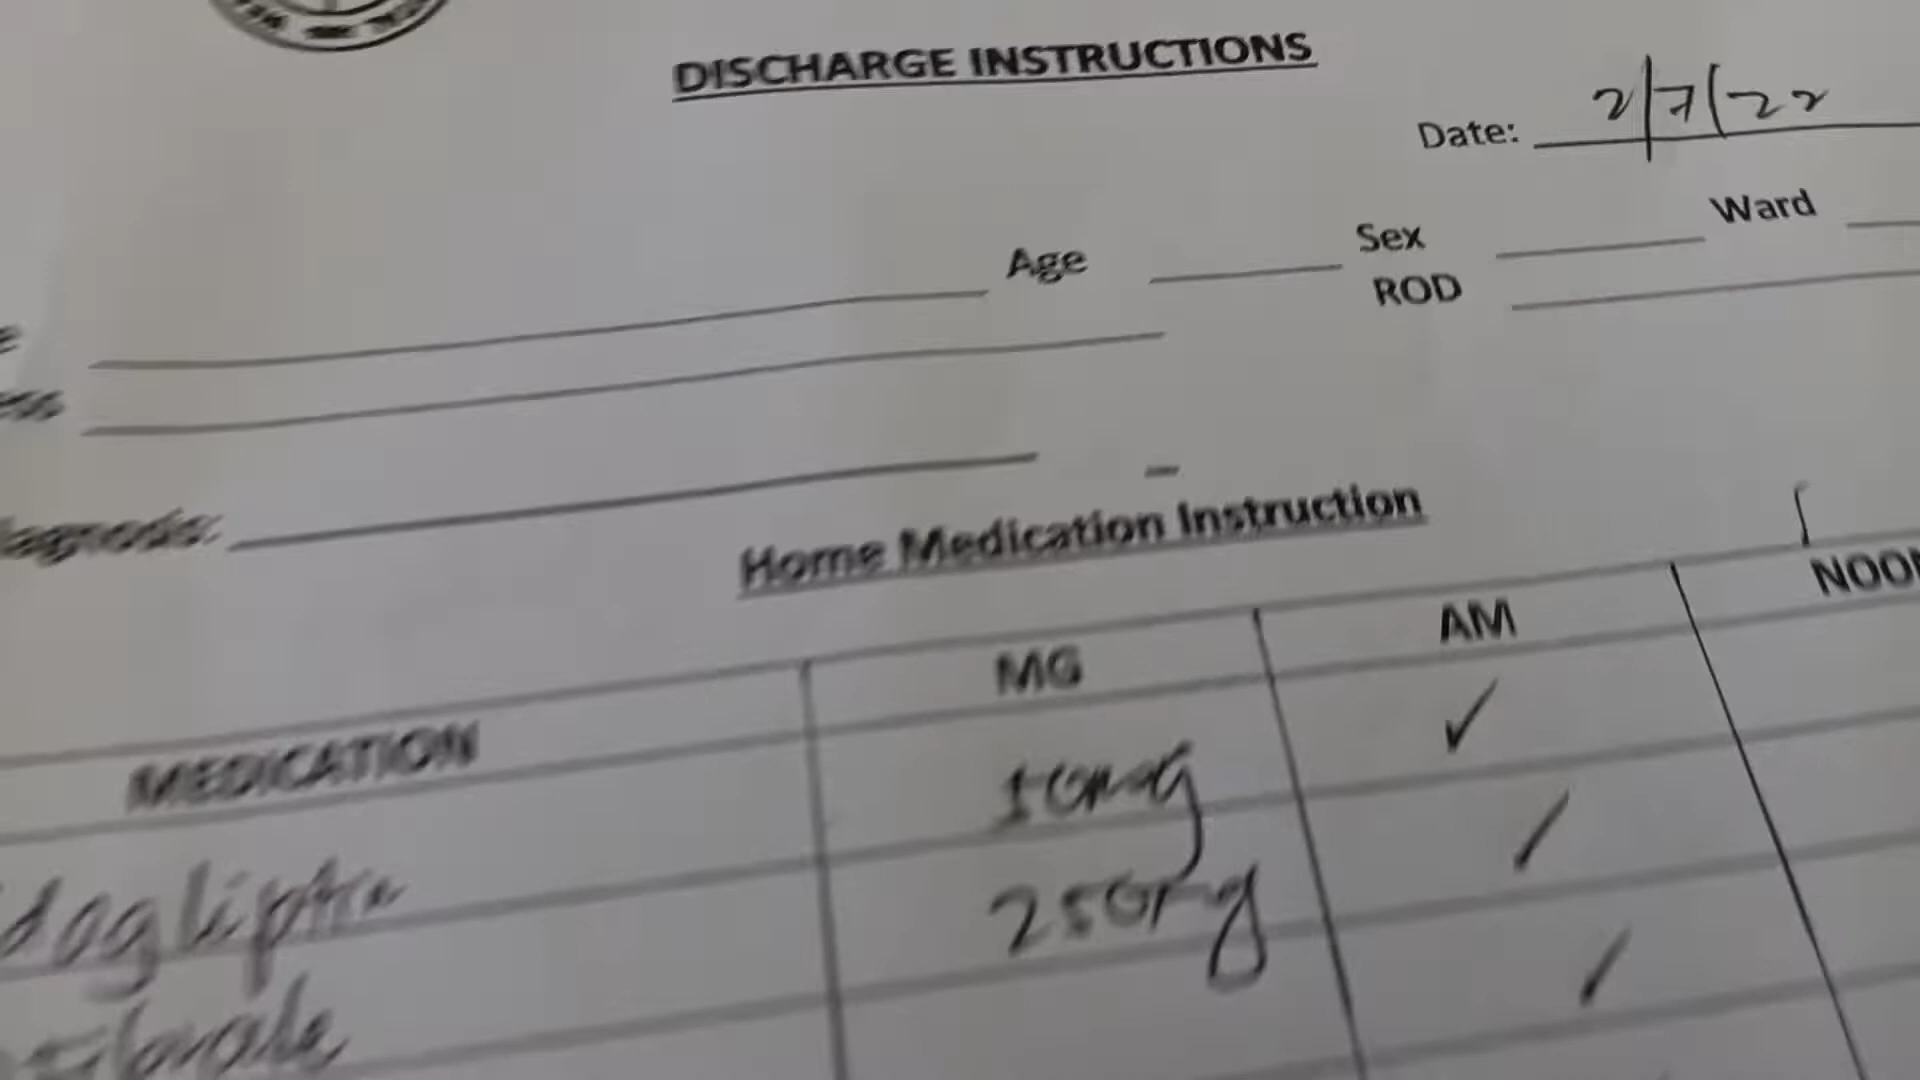 DISCHARGE INSTRUCTIONS
Date: 2/7/22
Age Sex Ward
ROD
Home Medication Instruction
MEDICATION MG AM
10mg ✓
250mg /
/